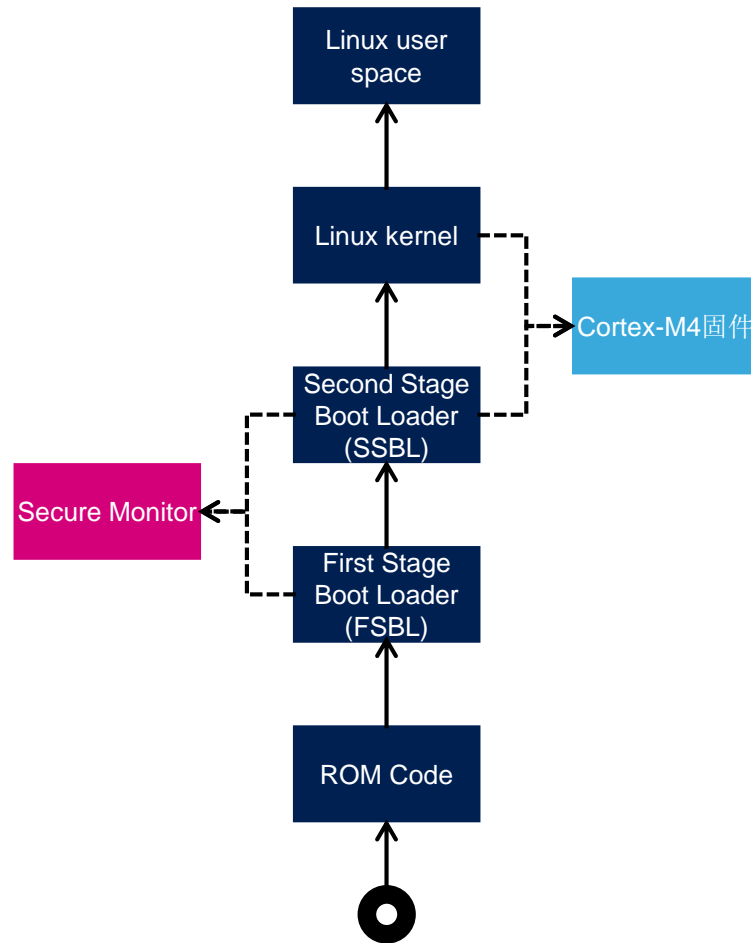 Linux user
space
Linux kernel
Cortex-M4固件
Second Stage
Boot Loader
(SSBL)
Secure Monitor
First Stage
Boot Loader
(FSBL)
ROM Code